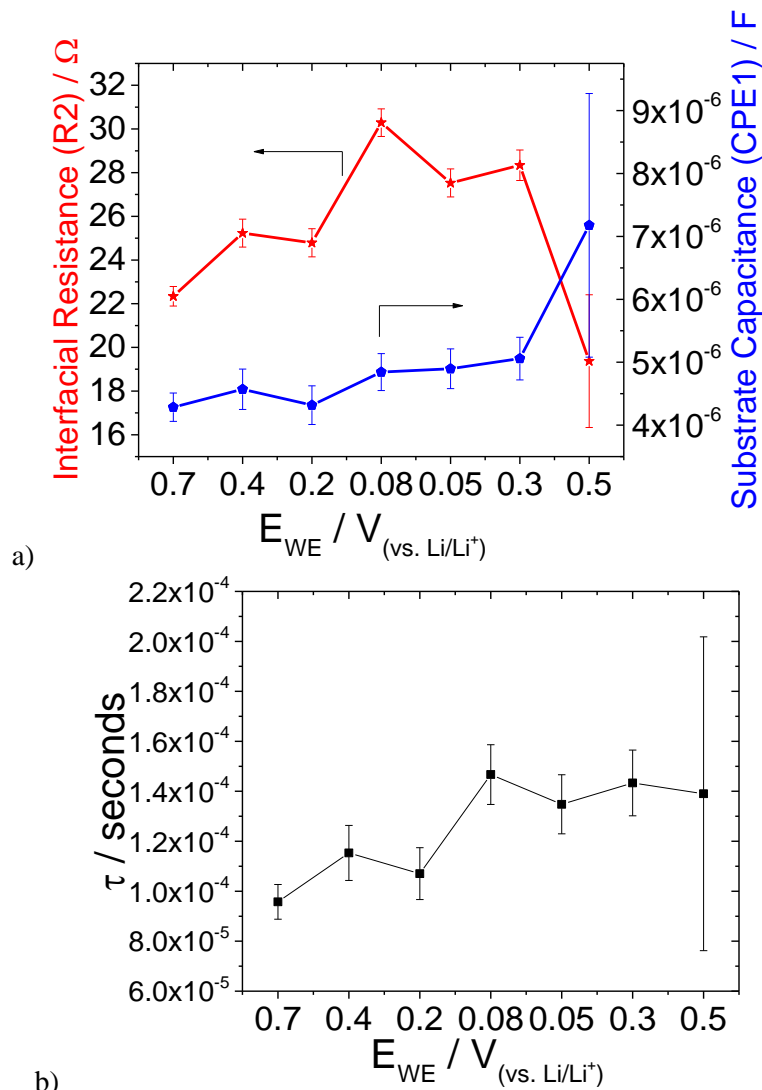 Interfacial Resistance (R2) / Ω
32
30
28
26
24
22
20
18
16
9x10⁻⁶
8x10⁻⁶
7x10⁻⁶
6x10⁻⁶
5x10⁻⁶
4x10⁻⁶
Substrate Capacitance (CPE1) / F
0.7 0.4 0.2 0.08 0.05 0.3 0.5
E_WE / V_(vs. Li/Li⁺)
a)
τ / seconds
2.2x10⁻⁴
2.0x10⁻⁴
1.8x10⁻⁴
1.6x10⁻⁴
1.4x10⁻⁴
1.2x10⁻⁴
1.0x10⁻⁴
8.0x10⁻⁵
6.0x10⁻⁵
0.7 0.4 0.2 0.08 0.05 0.3 0.5
E_WE / V_(vs. Li/Li⁺)
b)